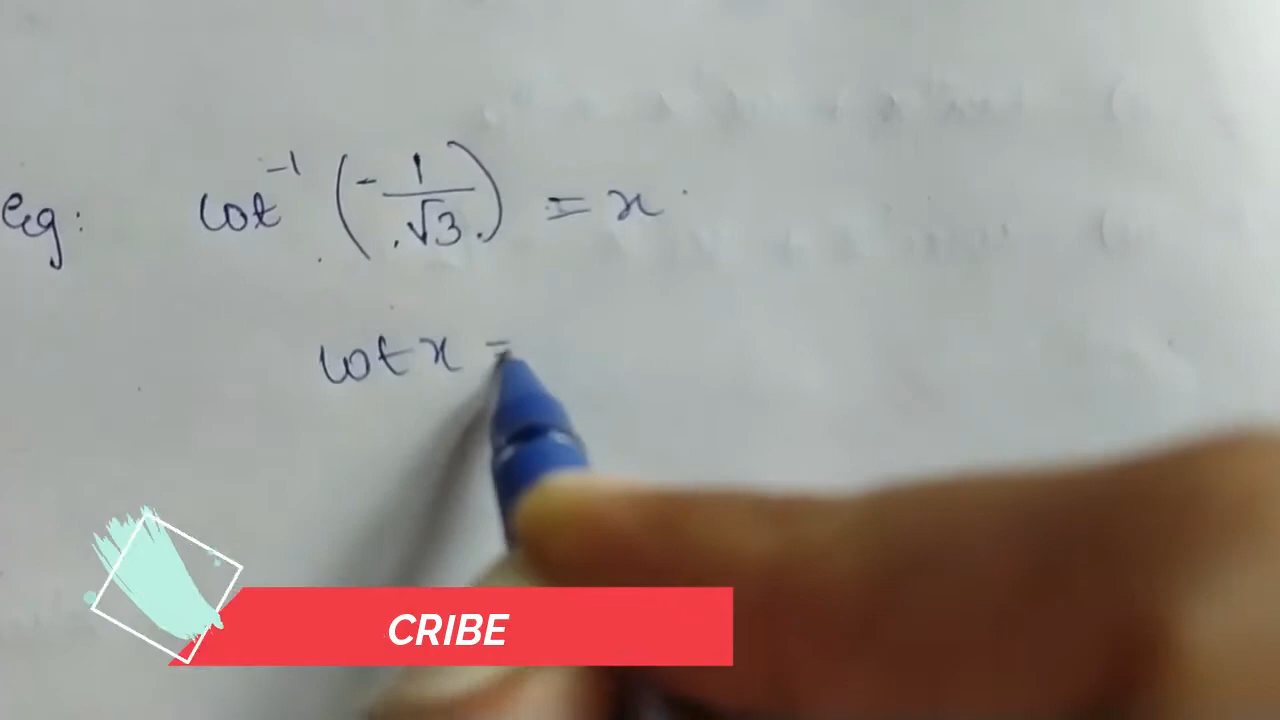 eg: cot⁻¹ (-1/√3) = x
cot x =
CRIBE